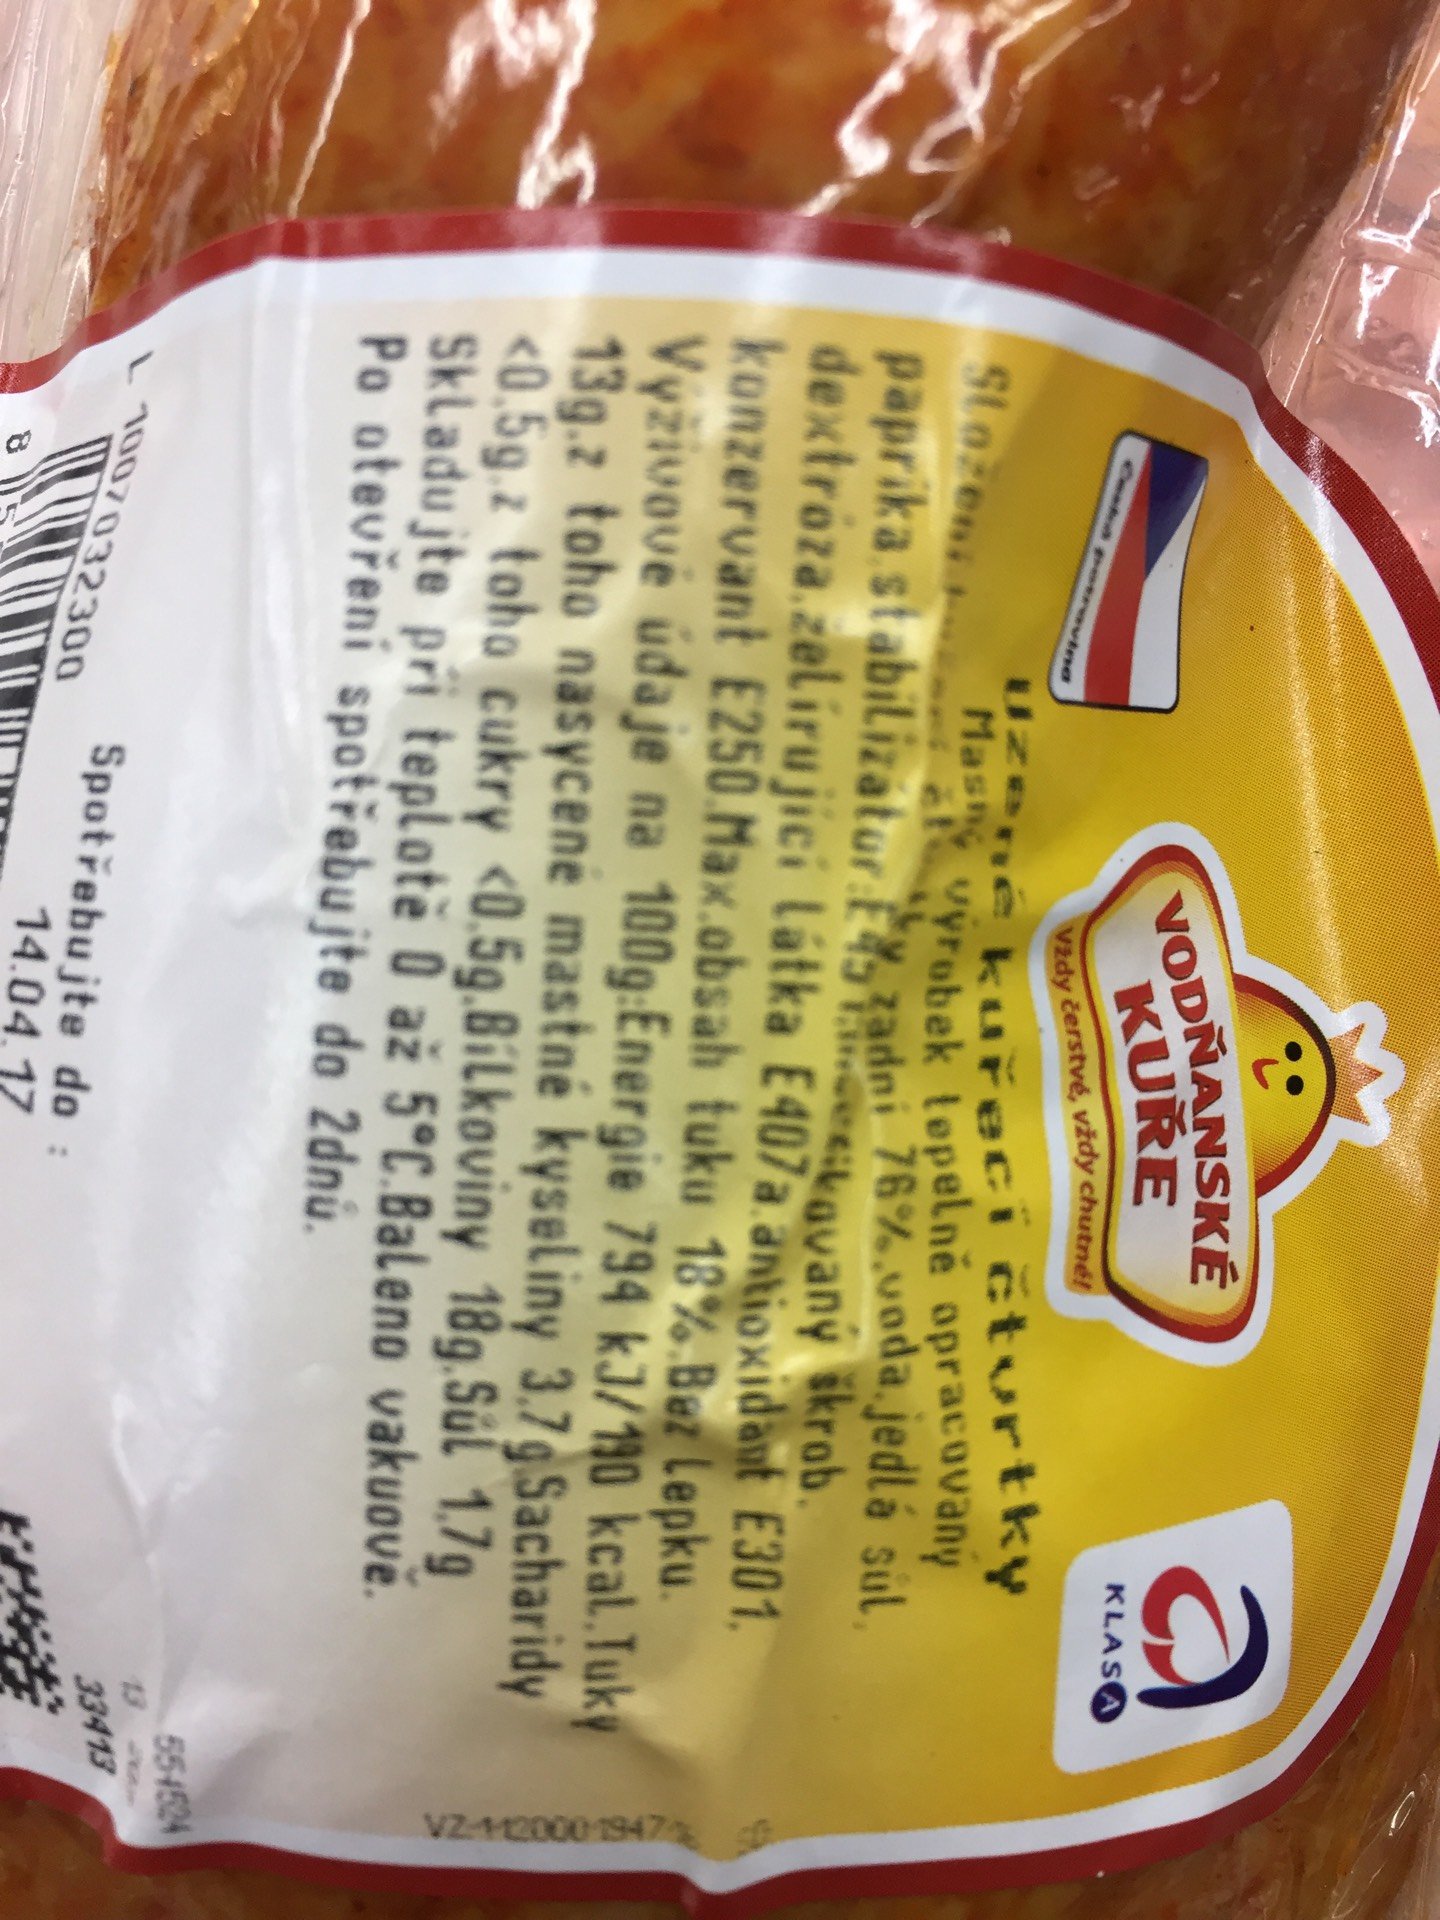 Česká potravina
VODŇANSKÉ
KUŘE
vždy čerstvé, vždy chutné!
KLASA
uzené kuřecí čtvrtky
Masný výrobek tepelně opracovaný
Složení: zadní 76%,voda,jedlá sůl,
paprika,stabilizátor:E451,
dextróza,želírující látka E407a,antioxidant E301,
konzervant E250.Max.obsah tuku 18%.Bez lepku.
Výživové údaje na 100g:Energie 794 kJ/190 kcal.Tuky
13g,z toho nasycené mastné kyseliny 3,7g.Sacharidy
<0,5g,z toho cukry <0,5g.Bílkoviny 18g.Sůl 1,7g
Skladujte při teplotě 0 až 5°C.Baleno vakuově.
Po otevření spotřebujte do 2dnů.
L 1007032300
Spotřebujte do :
14.04.17
33413